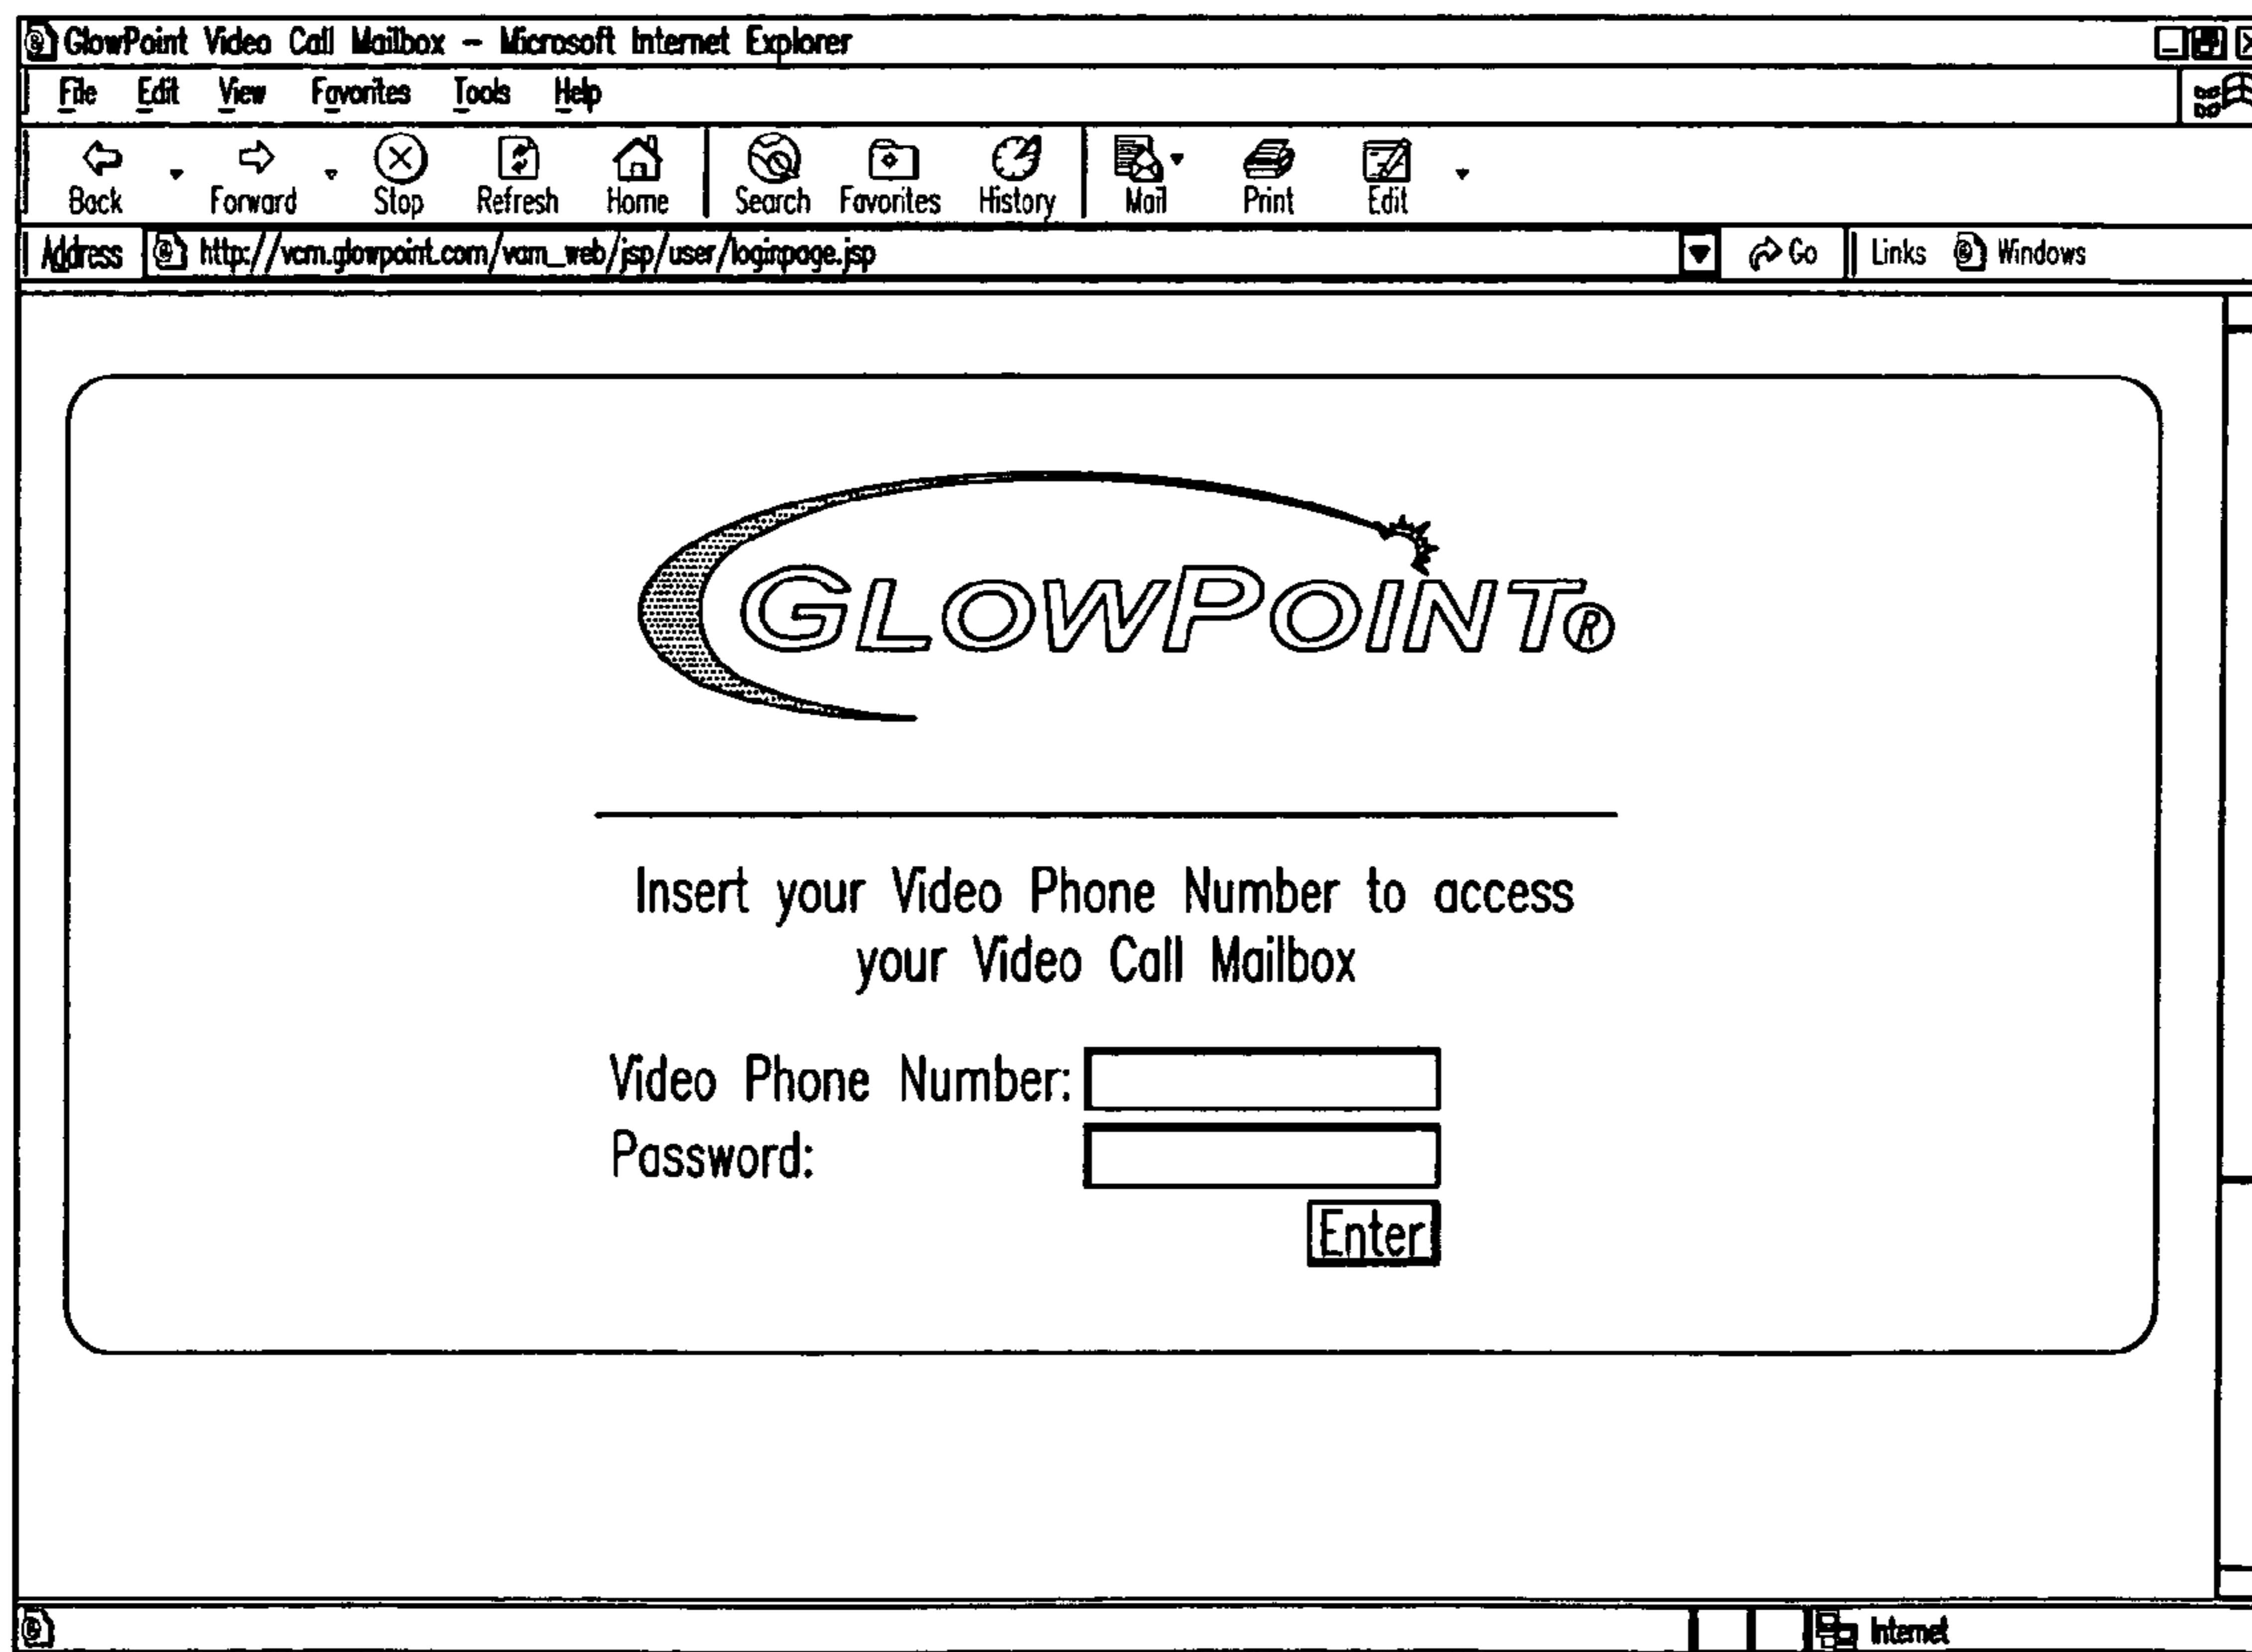 GlowPoint Video Call Mailbox – Microsoft Internet Explorer
File Edit View Favorites Tools Help
Back Forward Stop Refresh Home Search Favorites History Mail Print Edit
Address http://vcm.glowpoint.com/vam_web/jsp/user/loginpage.jsp Go Links Windows
GLOWPOINT®
Insert your Video Phone Number to access
your Video Call Mailbox
Video Phone Number:
Password:
Enter
Internet